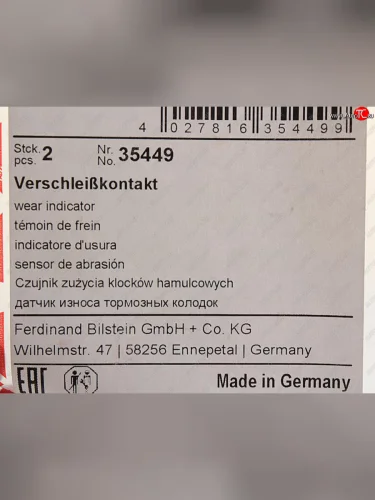 4 027816 354499
Stck. pcs. 2 Nr. No. 35449
Verschleißkontakt
wear indicator
témoin de frein
indicatore d'usura
sensor de abrasión
Czujnik zużycia klocków hamulcowych
датчик износа тормозных колодок
Ferdinand Bilstein GmbH + Co. KG
Wilhelmstr. 47 | 58256 Ennepetal | Germany
EAC Made in Germany